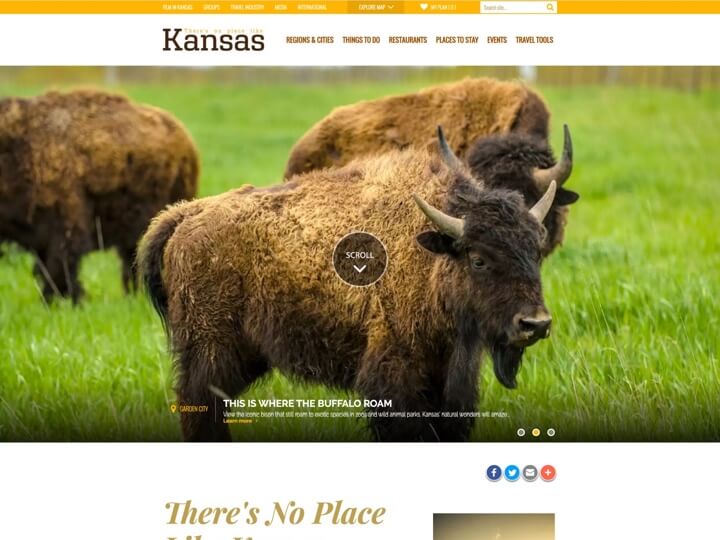 FILM IN KANSAS GROUPS TRAVEL INDUSTRY MEDIA INTERNATIONAL EXPLORE MAP MY PLAN ( 0 ) Search site...
There's no place like
Kansas
REGIONS & CITIES THINGS TO DO RESTAURANTS PLACES TO STAY EVENTS TRAVEL TOOLS
SCROLL
GARDEN CITY
THIS IS WHERE THE BUFFALO ROAM
View the iconic bison that still roam to exotic species in zoos and wild animal parks. Kansas' natural wonders will amaze...
Learn more
There's No Place